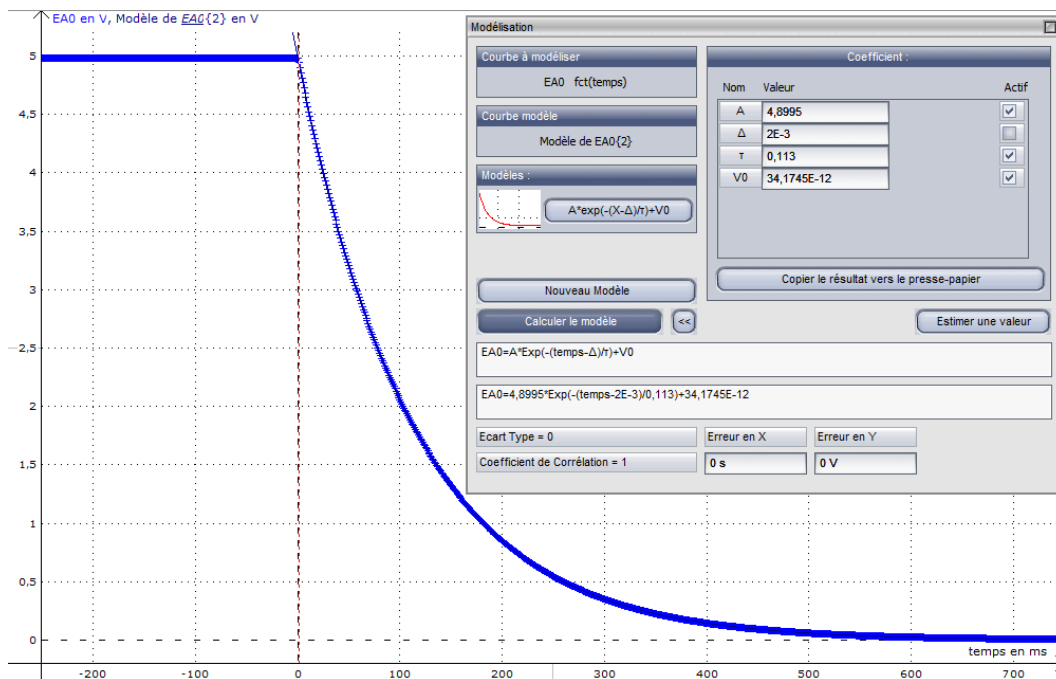 EA0 en V, Modèle de EA0{2} en V
5
4,5
4
3,5
3
2,5
2
1,5
1
0,5
0
-200 -100 0 100 200 300 400 500 600 700
temps en ms
Modélisation
Courbe à modéliser
EA0 fct(temps)
Courbe modèle
Modèle de EA0{2}
Modèles :
A*exp(-(X-Δ)/τ)+V0
Nouveau Modèle
Calculer le modèle <<
Coefficient :
Nom Valeur Actif
A 4,8995
Δ 2E-3
τ 0,113
V0 34,1745E-12
Copier le résultat vers le presse-papier
Estimer une valeur
EA0=A*Exp(-(temps-Δ)/τ)+V0
EA0=4,8995*Exp(-(temps-2E-3)/0,113)+34,1745E-12
Ecart Type = 0 Erreur en X Erreur en Y
Coefficient de Corrélation = 1 0 s 0 V